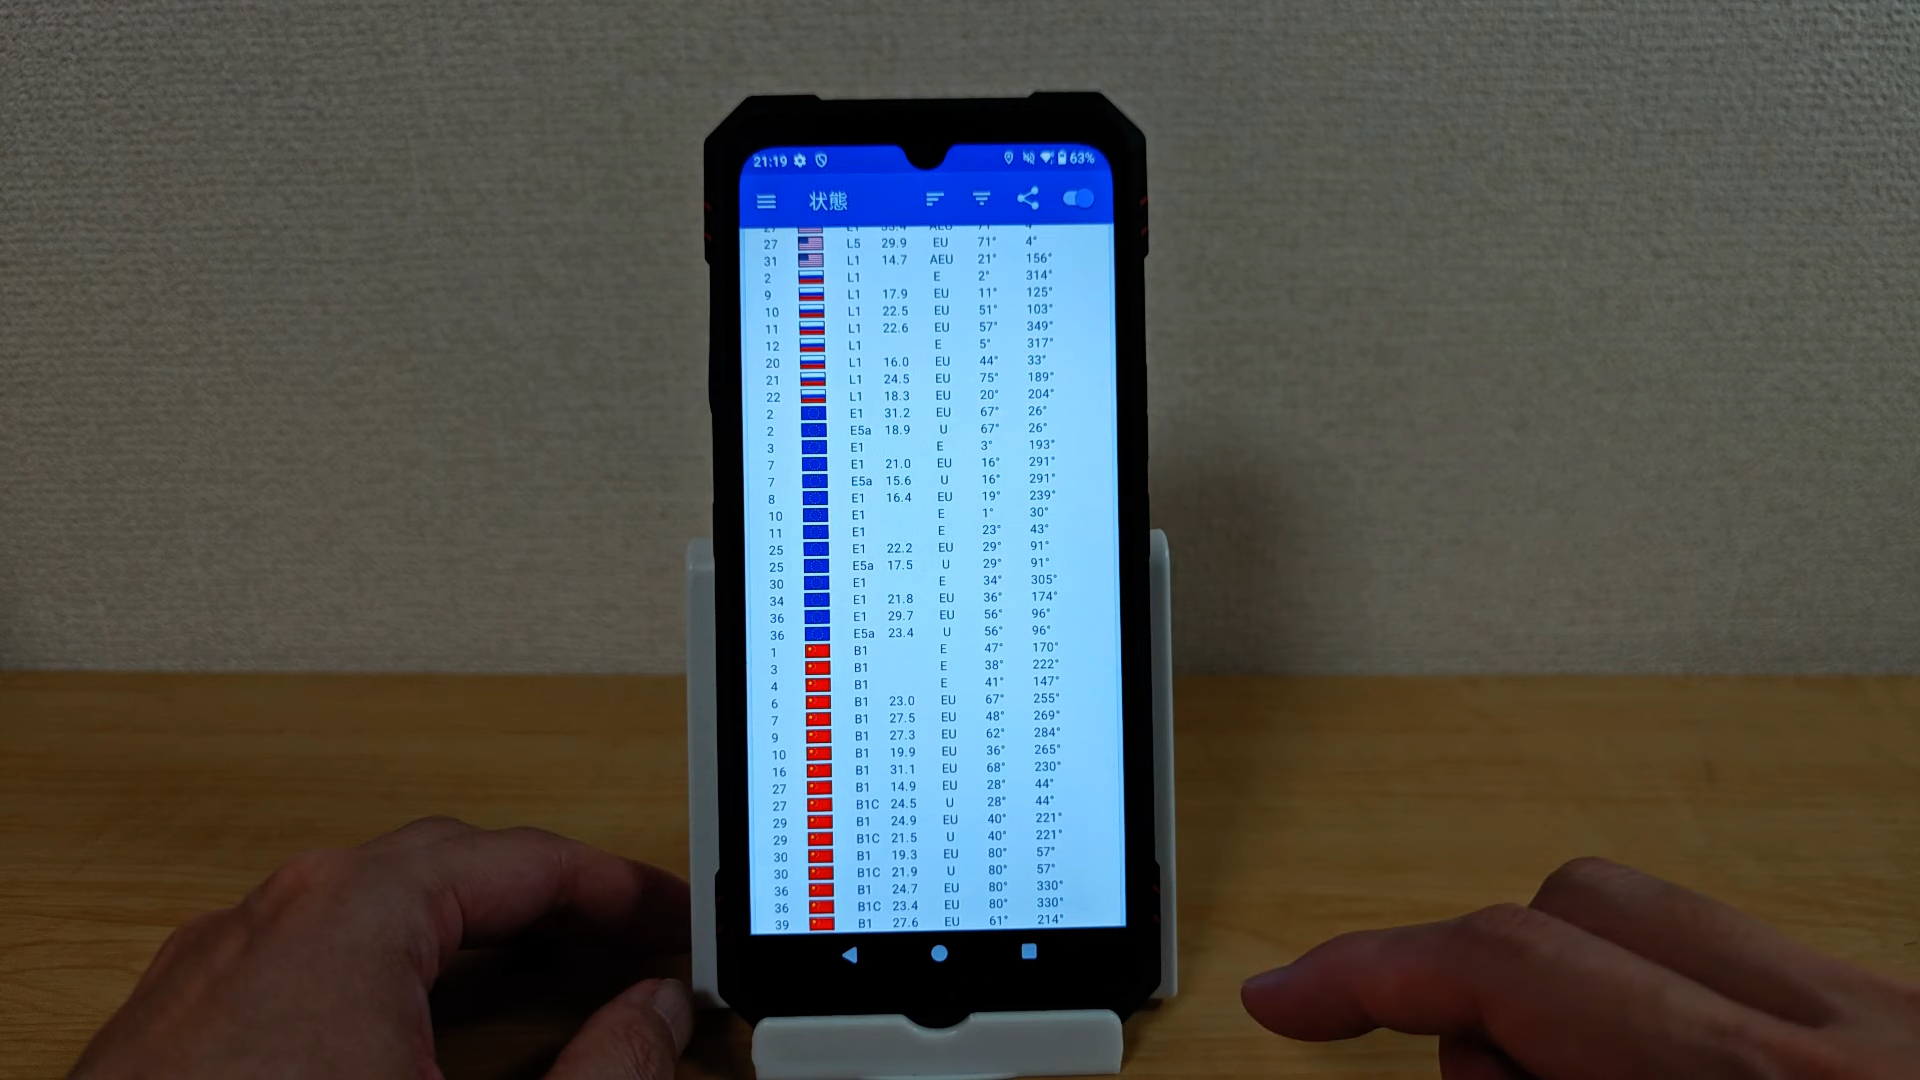 21:19 63%
状態
27 L5 29.9 EU 71° 4°
31 L1 14.7 AEU 21° 156°
2 L1 E 2° 314°
9 L1 17.9 EU 11° 125°
10 L1 22.5 EU 51° 103°
11 L1 22.6 EU 57° 349°
12 L1 E 5° 317°
20 L1 16.0 EU 44° 33°
21 L1 24.5 EU 75° 189°
22 L1 18.3 EU 20° 204°
2 E1 31.2 EU 67° 26°
2 E5a 18.9 U 67° 26°
3 E1 E 3° 193°
7 E1 21.0 EU 16° 291°
7 E5a 15.6 U 16° 291°
8 E1 16.4 EU 19° 239°
10 E1 E 1° 30°
11 E1 E 23° 43°
25 E1 22.2 EU 29° 91°
25 E5a 17.5 U 29° 91°
30 E1 E 34° 305°
34 E1 21.8 EU 36° 174°
36 E1 29.7 EU 56° 96°
36 E5a 23.4 U 56° 96°
1 B1 E 47° 170°
3 B1 E 38° 222°
4 B1 E 41° 147°
6 B1 23.0 EU 67° 255°
7 B1 27.5 EU 48° 269°
9 B1 27.3 EU 62° 284°
10 B1 19.9 EU 36° 265°
16 B1 31.1 EU 68° 230°
27 B1 14.9 EU 28° 44°
27 B1C 24.5 U 28° 44°
29 B1 24.9 EU 40° 221°
29 B1C 21.5 U 40° 221°
30 B1 19.3 EU 80° 57°
30 B1C 21.9 U 80° 57°
36 B1 24.7 EU 80° 330°
36 B1C 23.4 EU 80° 330°
39 B1 27.6 EU 61° 214°